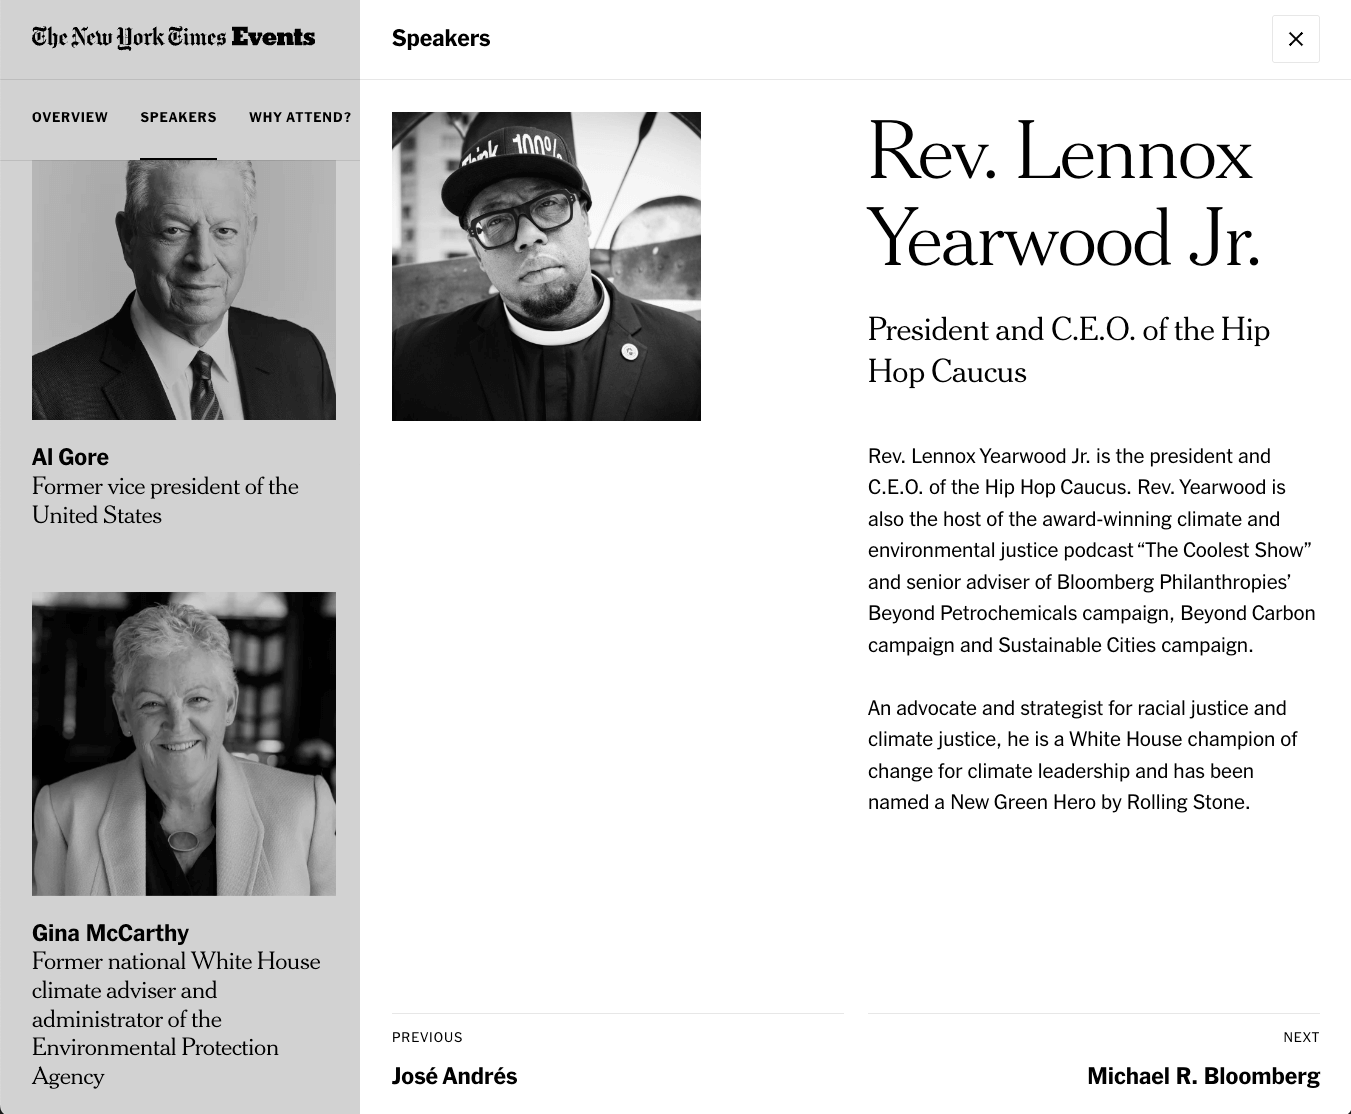 The New York Times Events
OVERVIEW SPEAKERS WHY ATTEND?
Al Gore
Former vice president of the
United States
Gina McCarthy
Former national White House
climate adviser and
administrator of the
Environmental Protection
Agency
Speakers
Think 100%
Rev. Lennox
Yearwood Jr.
President and C.E.O. of the Hip
Hop Caucus
Rev. Lennox Yearwood Jr. is the president and
C.E.O. of the Hip Hop Caucus. Rev. Yearwood is
also the host of the award-winning climate and
environmental justice podcast “The Coolest Show”
and senior adviser of Bloomberg Philanthropies’
Beyond Petrochemicals campaign, Beyond Carbon
campaign and Sustainable Cities campaign.
An advocate and strategist for racial justice and
climate justice, he is a White House champion of
change for climate leadership and has been
named a New Green Hero by Rolling Stone.
PREVIOUS
José Andrés
NEXT
Michael R. Bloomberg